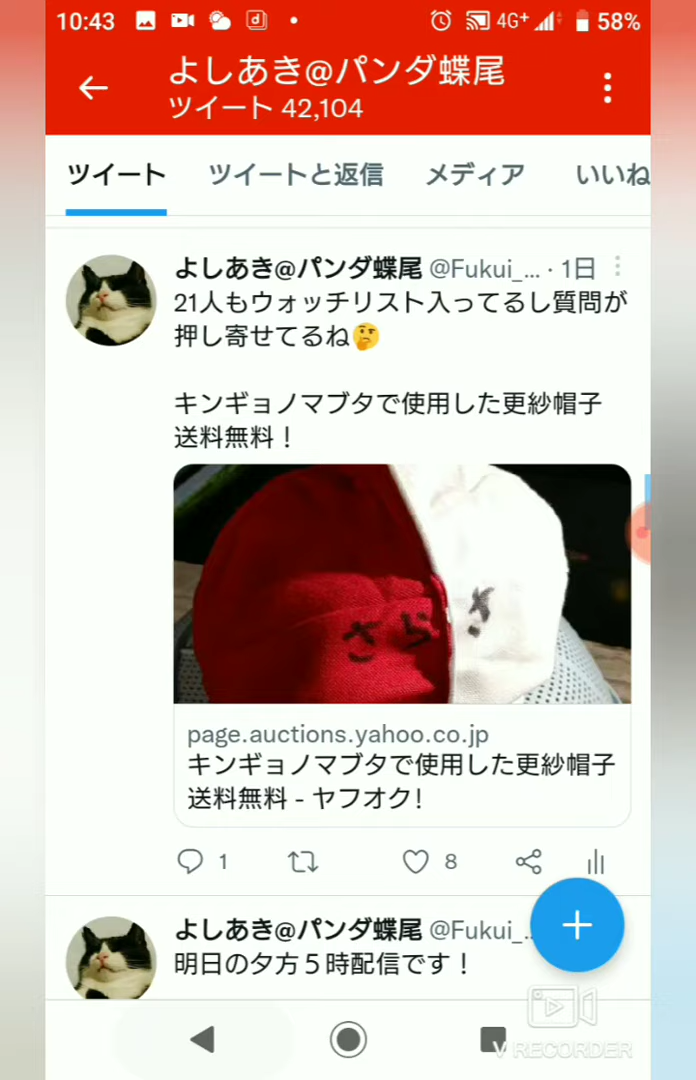 10:43 4G+ 58%
よしあき@パンダ蝶尾
ツイート 42,104
ツイート ツイートと返信 メディア いいね
よしあき@パンダ蝶尾 @Fukui_... · 1日
21人もウォッチリスト入ってるし質問が
押し寄せてるね🤔
キンギョノマブタで使用した更紗帽子
送料無料！
さらさ
page.auctions.yahoo.co.jp
キンギョノマブタで使用した更紗帽子
送料無料 - ヤフオク!
1 8
よしあき@パンダ蝶尾 @Fukui_..
明日の夕方５時配信です！
V RECORDER